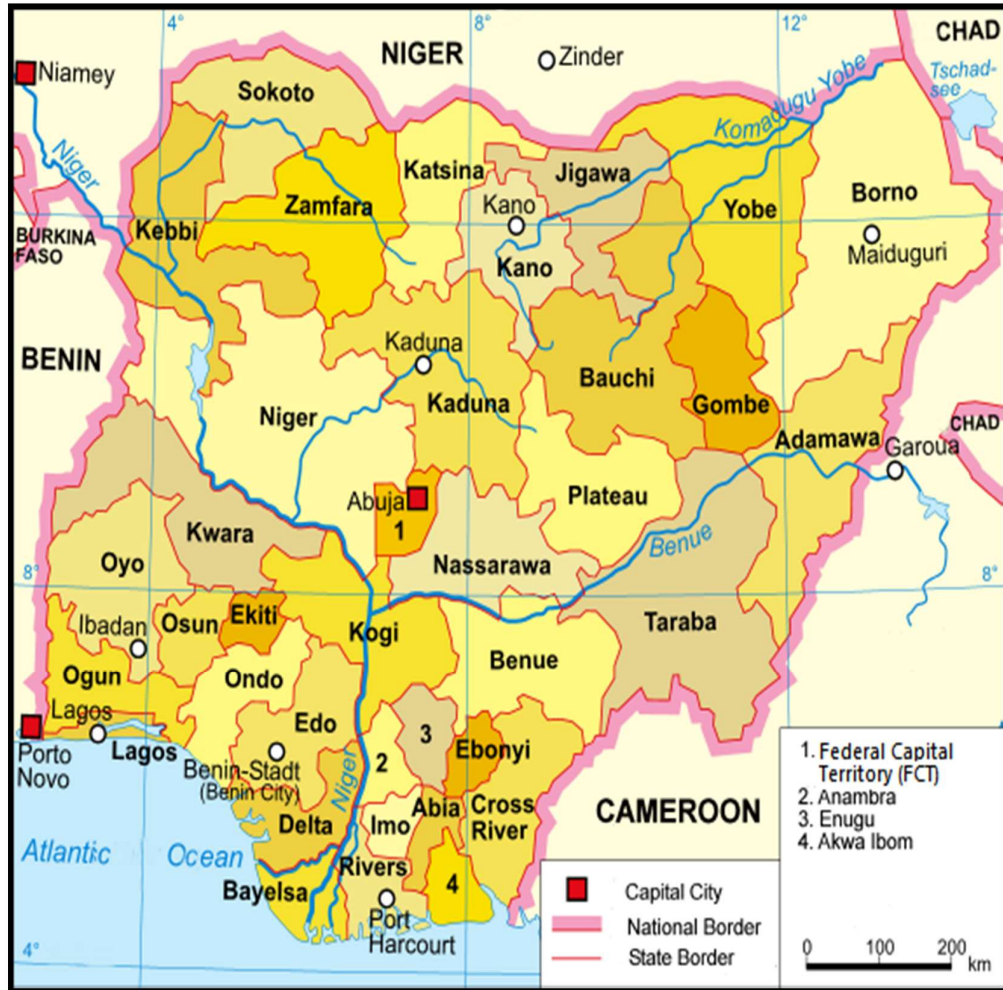 4°
8°
12°
CHAD
NIGER
Zinder
Tschad-
see
Niamey
Sokoto
Komadugu Yobe
Niger
Katsina
Jigawa
Borno
Kano
Zamfara
Yobe
Kebbi
BURKINA
FASO
Maiduguri
Kano
Kaduna
BENIN
Bauchi
Kaduna
Gombe
Niger
CHAD
Adamawa
Garoua
Abuja
Plateau
1
Kwara
Benue
Oyo
Nassarawa
8°
8°
Ibadan
Osun
Ekiti
Kogi
Taraba
Benue
Ogun
Ondo
Lagos
Edo
3
Ebonyi
Porto
Novo
Lagos
2
Benin-Stadt
(Benin City)
Niger
Abia
Cross
River
CAMEROON
Delta
Imo
Atlantic Ocean
Rivers
4
Bayelsa
Port
Harcourt
4°
1. Federal Capital
Territory (FCT)
2. Anambra
3. Enugu
4. Akwa Ibom
Capital City
National Border
State Border
0 100 200
km